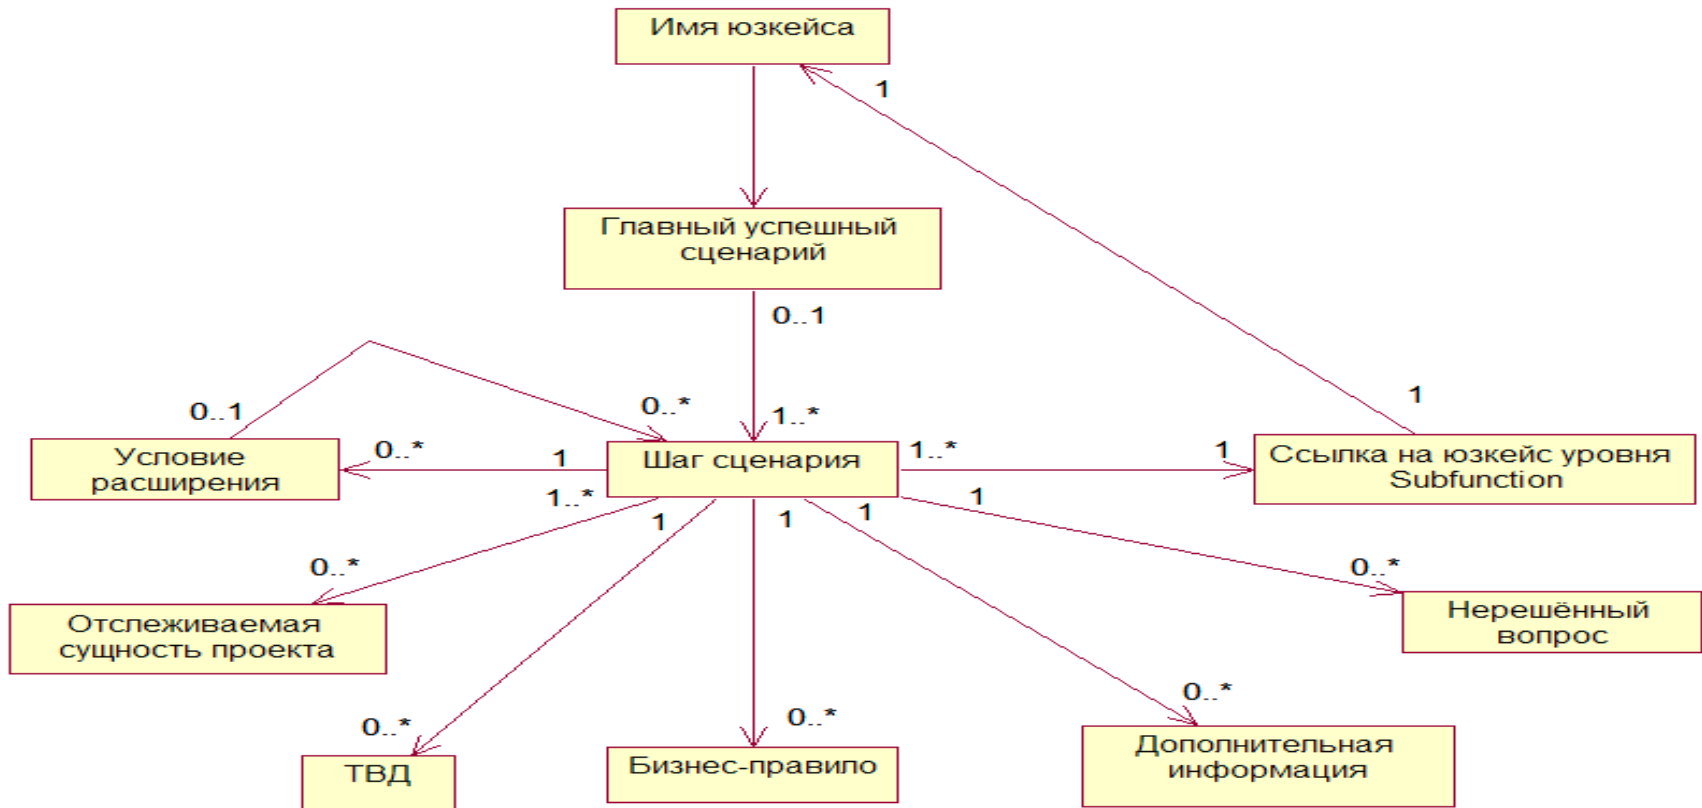 Имя юзкейса
1
Главный успешный
сценарий
0..1
1
0..1
0..*
1..*
Условие
расширения
0..*
1
Шаг сценария
1..*
1
Ссылка на юзкейс уровня
Subfunction
1..*
1
1
1
1
0..*
0..*
Отслеживаемая
сущность проекта
Нерешённый
вопрос
0..*
0..*
0..*
ТВД
Бизнес-правило
Дополнительная
информация